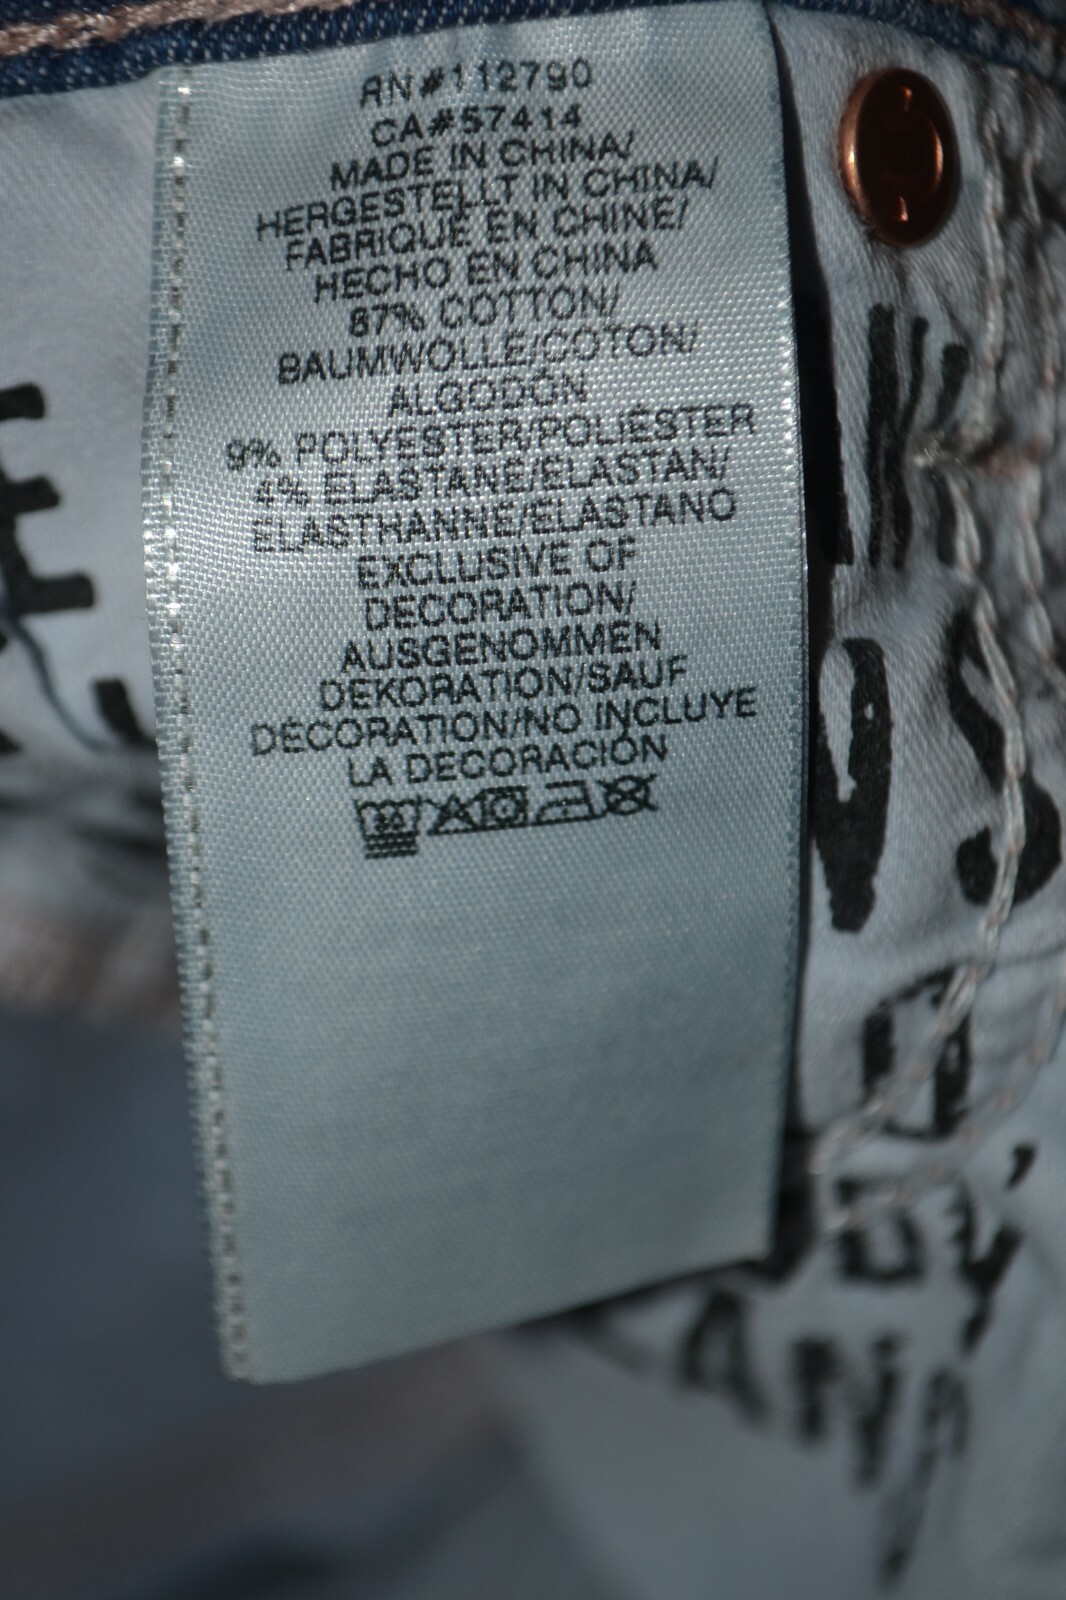 RN#112790
CA#57414
MADE IN CHINA/
HERGESTELLT IN CHINA/
FABRIQUÉ EN CHINE/
HECHO EN CHINA
87% COTTON/
BAUMWOLLE/COTON/
ALGODÓN
9% POLYESTER/POLIÉSTER
4% ELASTANE/ELASTAN/
ÉLASTHANNE/ELASTANO
EXCLUSIVE OF
DECORATION/
AUSGENOMMEN
DEKORATION/SAUF
DÉCORATION/NO INCLUYE
LA DECORACIÓN
30